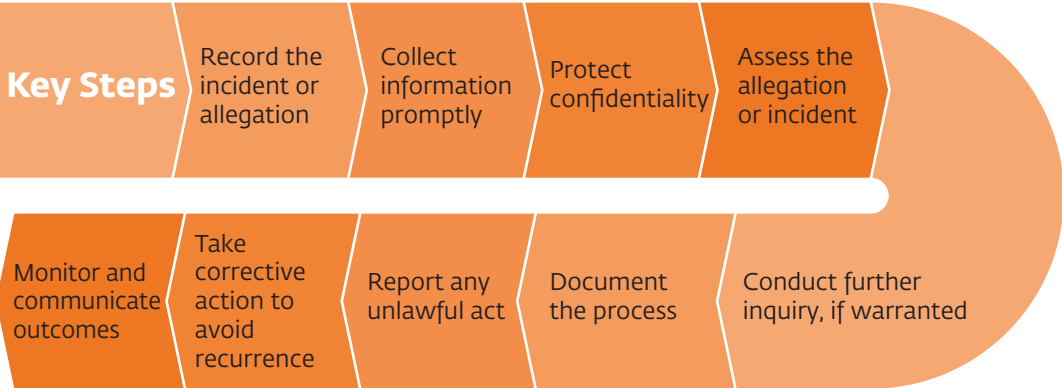 Key Steps
Record the
incident or
allegation
Collect
information
promptly
Protect
confidentiality
Assess the
allegation
or incident
Conduct further
inquiry, if warranted
Document
the process
Report any
unlawful act
Take
corrective
action to
avoid
recurrence
Monitor and
communicate
outcomes